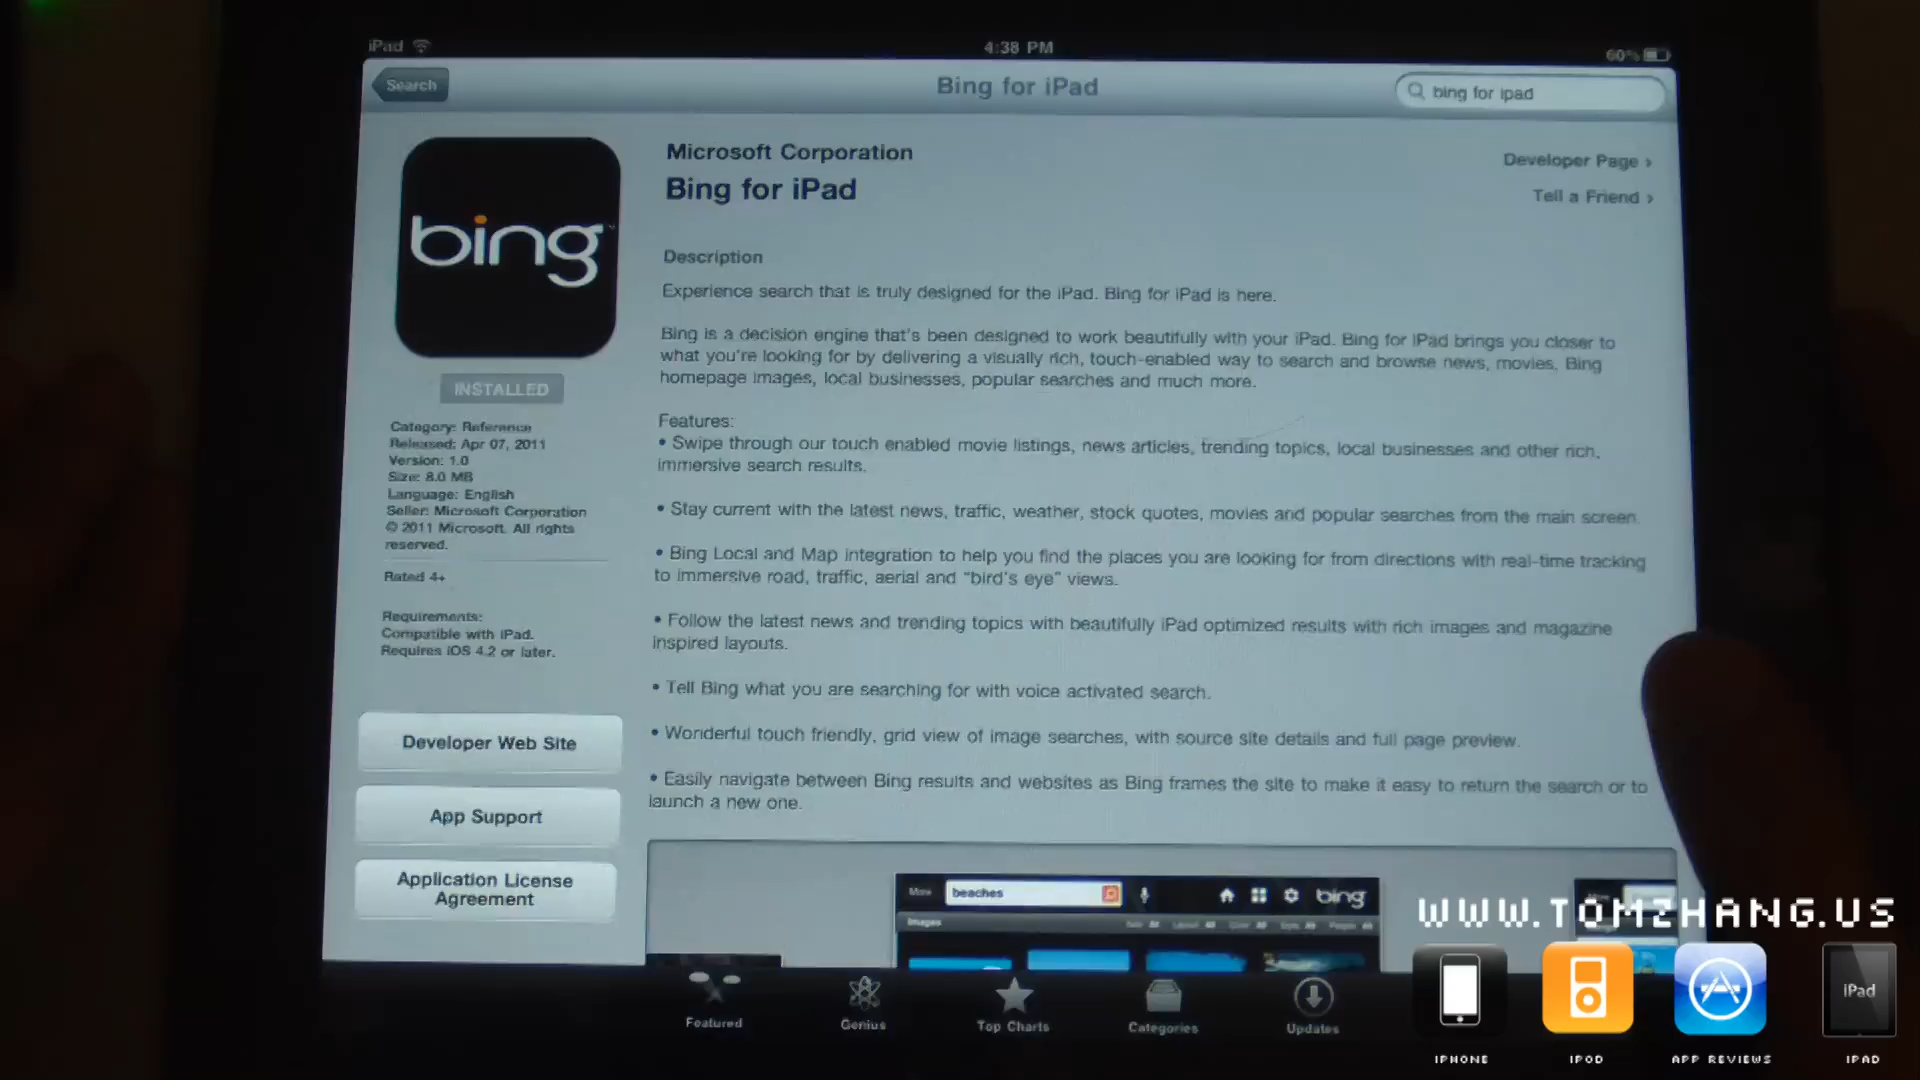 iPad
4:38 PM
60%
Search
Bing for iPad
bing for ipad
bing
INSTALLED
Category: Reference
Released: Apr 07, 2011
Version: 1.0
Size: 8.0 MB
Language: English
Seller: Microsoft Corporation
© 2011 Microsoft. All rights
reserved.
Rated 4+
Requirements:
Compatible with iPad.
Requires iOS 4.2 or later.
Developer Web Site
App Support
Application License
Agreement
Microsoft Corporation
Bing for iPad
Developer Page ›
Tell a Friend ›
Description
Experience search that is truly designed for the iPad. Bing for iPad is here.
Bing is a decision engine that's been designed to work beautifully with your iPad. Bing for iPad brings you closer to
what you're looking for by delivering a visually rich, touch-enabled way to search and browse news, movies, Bing
homepage images, local businesses, popular searches and much more.
Features:
• Swipe through our touch enabled movie listings, news articles, trending topics, local businesses and other rich,
immersive search results.
• Stay current with the latest news, traffic, weather, stock quotes, movies and popular searches from the main screen.
• Bing Local and Map integration to help you find the places you are looking for from directions with real-time tracking
to immersive road, traffic, aerial and "bird's eye" views.
• Follow the latest news and trending topics with beautifully iPad optimized results with rich images and magazine
inspired layouts.
• Tell Bing what you are searching for with voice activated search.
• Wonderful touch friendly, grid view of image searches, with source site details and full page preview.
• Easily navigate between Bing results and websites as Bing frames the site to make it easy to return the search or to
launch a new one.
beaches
bing
Images
Featured
Genius
Top Charts
Categories
Updates
WWW.TOMZHANG.US
iPad
IPHONE
IPOD
APP REVIEWS
IPAD